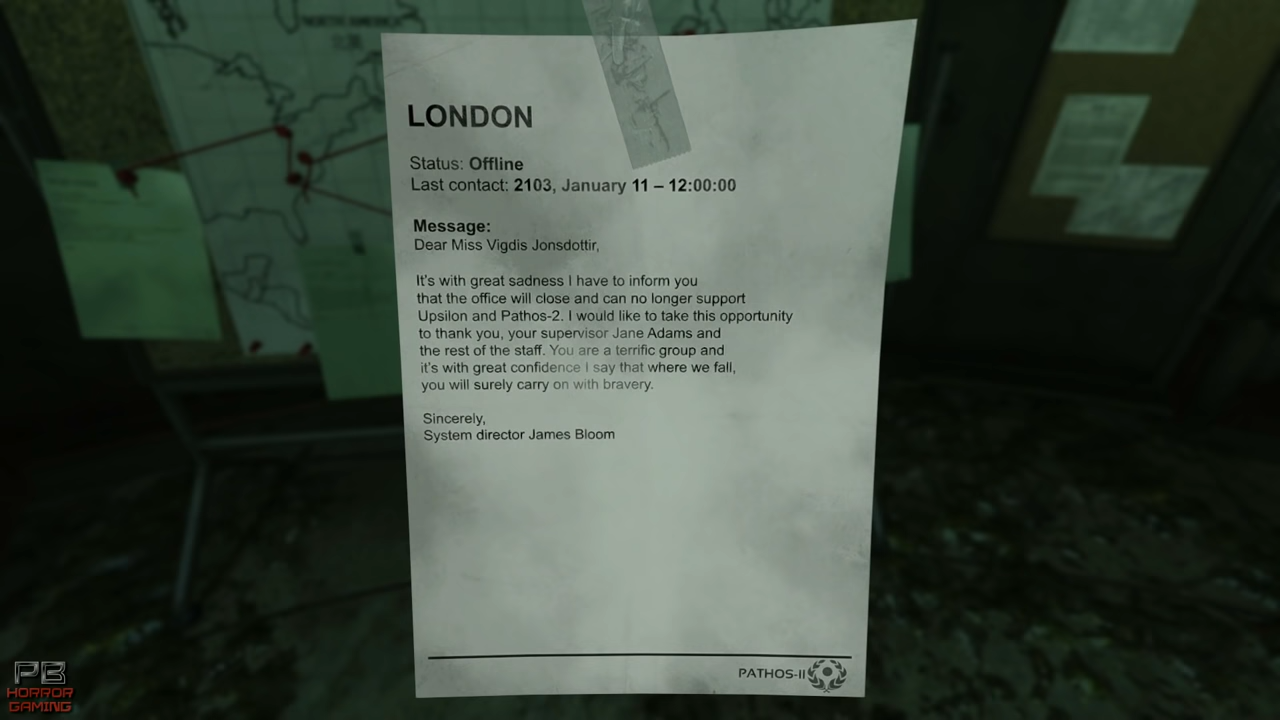 NORTH AMERICA
LONDON
Status: Offline
Last contact: 2103, January 11 – 12:00:00
Message:
Dear Miss Vigdis Jonsdottir,
It's with great sadness I have to inform you
that the office will close and can no longer support
Upsilon and Pathos-2. I would like to take this opportunity
to thank you, your supervisor Jane Adams and
the rest of the staff. You are a terrific group and
it's with great confidence I say that where we fall,
you will surely carry on with bravery.
Sincerely,
System director James Bloom
PATHOS-II
PB
HORROR
GAMING